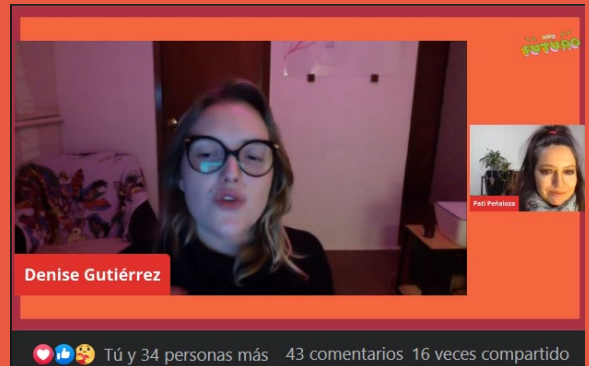 FUTURO
Denise Gutiérrez
Pati Peñaloza
Tú y 34 personas más 43 comentarios 16 veces compartido